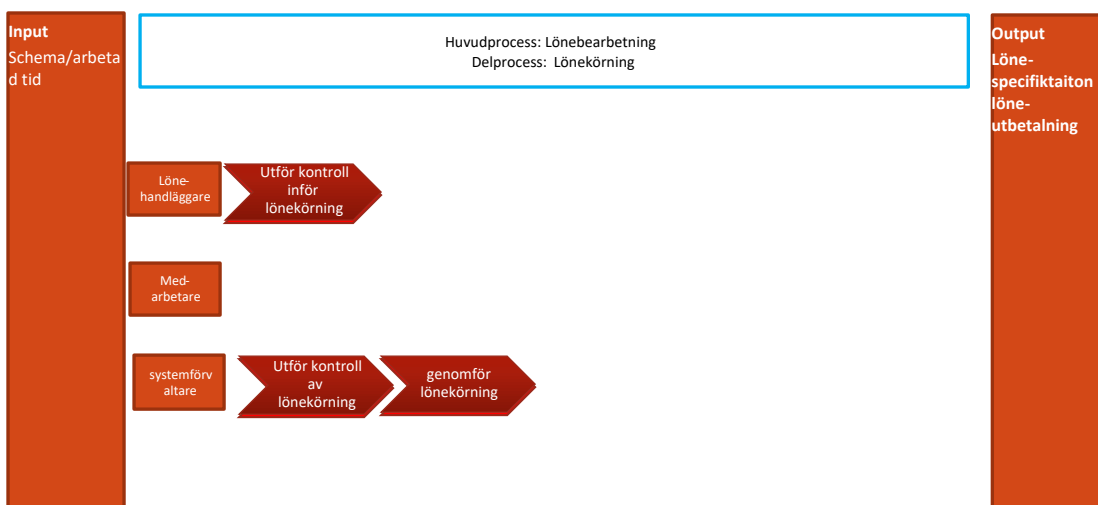 Input
Schema/arbeta
d tid
Huvudprocess: Lönebearbetning
Delprocess: Lönekörning
Output
Löne-
specifiktaiton
löne-
utbetalning
Löne-
handläggare
Utför kontroll
inför
lönekörning
Med-
arbetare
systemförv
altare
Utför kontroll
av
lönekörning
genomför
lönekörning